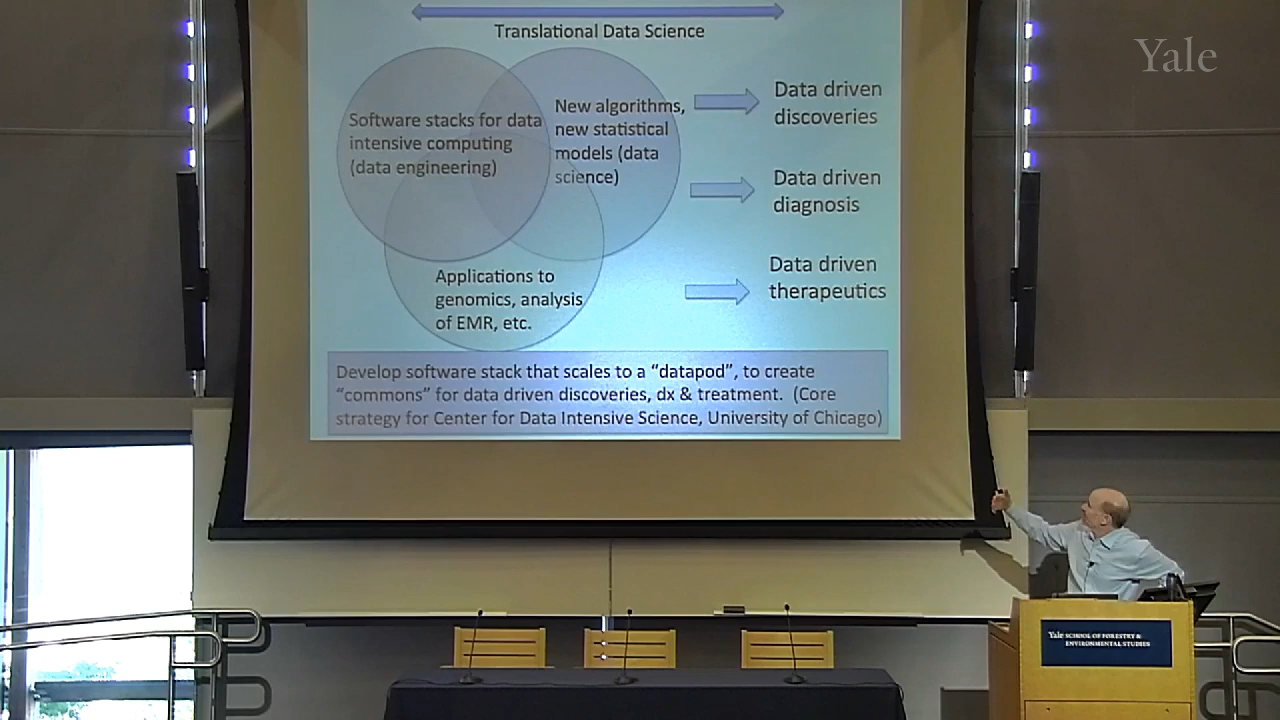 Translational Data Science
Software stacks for data
intensive computing
(data engineering)
New algorithms,
new statistical
models (data
science)
Applications to
genomics, analysis
of EMR, etc.
Data driven
discoveries
Data driven
diagnosis
Data driven
therapeutics
Develop software stack that scales to a “datapod”, to create
“commons” for data driven discoveries, dx & treatment. (Core
strategy for Center for Data Intensive Science, University of Chicago)
Yale
Yale SCHOOL OF FORESTRY &
ENVIRONMENTAL STUDIES